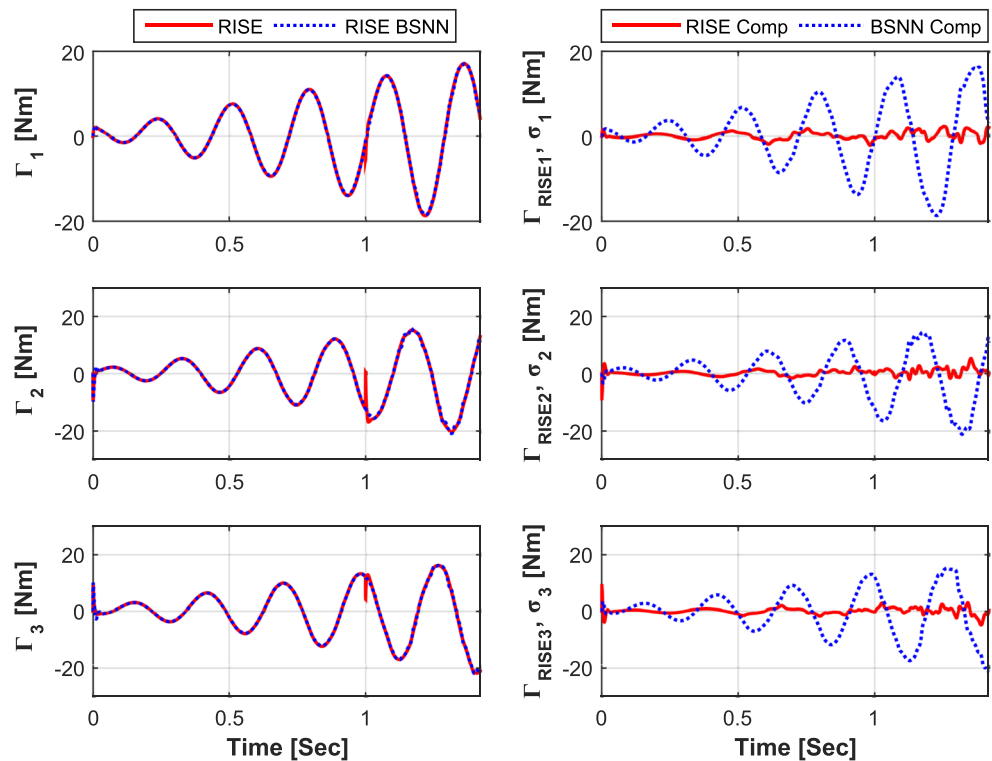 RISE RISE BSNN
RISE Comp BSNN Comp
Γ1 [Nm]
20
0
-20
0 0.5 1
ΓRISE1, σ1 [Nm]
20
0
-20
0 0.5 1
Γ2 [Nm]
20
0
-20
0 0.5 1
ΓRISE2, σ2 [Nm]
20
0
-20
0 0.5 1
Γ3 [Nm]
20
0
-20
0 0.5 1
Time [Sec]
ΓRISE3, σ3 [Nm]
20
0
-20
0 0.5 1
Time [Sec]